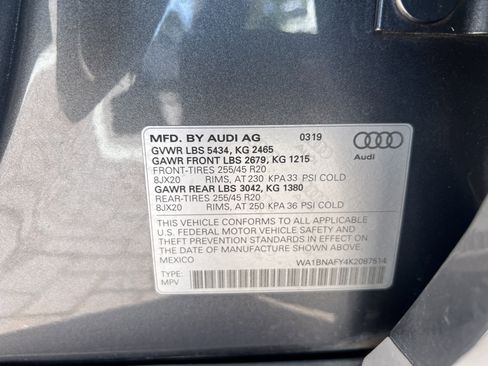 MFD. BY AUDI AG 0319
GVWR LBS 5434, KG 2465
GAWR FRONT LBS 2679, KG 1215
FRONT-TIRES 255/45 R20
8JX20 RIMS, AT 230 KPA 33 PSI COLD
GAWR REAR LBS 3042, KG 1380
REAR-TIRES 255/45 R20
8JX20 RIMS, AT 250 KPA 36 PSI COLD
THIS VEHICLE CONFORMS TO ALL APPLICABLE
U.S. FEDERAL MOTOR VEHICLE SAFETY AND
THEFT PREVENTION STANDARDS IN EFFECT ON
DATE OF MANUFACTURE SHOWN ABOVE.
MEXICO WA1BNAFY4K2087514
TYPE:
MPV
Audi